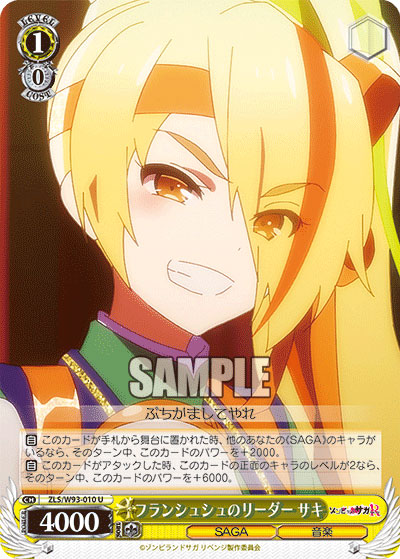 LEVEL
1
0
COST
SAMPLE
ぶちかましてやれ
自 このカードが手札から舞台に置かれた時、他のあなたの《SAGA》のキャラが
いるなら、そのターン中、このカードのパワーを+2000。
自 このカードがアタックした時、このカードの正面のキャラのレベルが2なら、
そのターン中、このカードのパワーを+6000。
CH ZLS/W93-010 U
4000
フランシュシュのリーダー サキ
SAGA
音楽
©ゾンビランドサガ リベンジ製作委員会